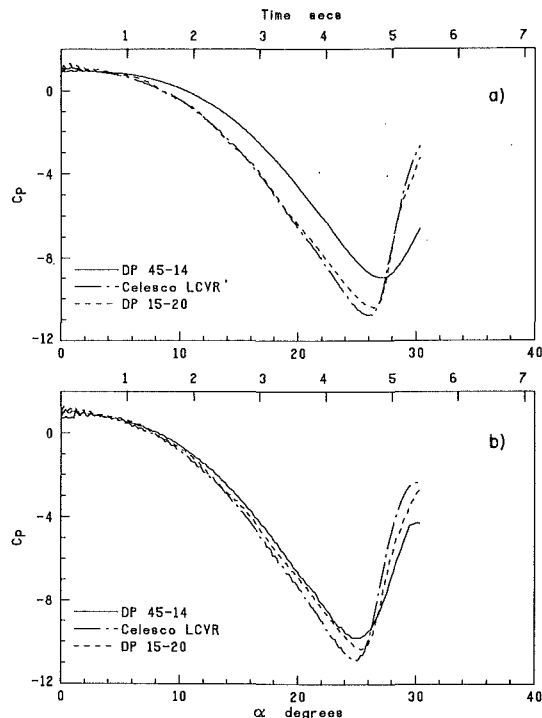 Time secs
1 2 3 4 5 6 7
a)
0
-4
-8
-12
CP
DP 45-14
Celesco LCVR'
DP 15-20
0 10 20 30 40
1 2 3 4 5 6 7
b)
0
-4
-8
-12
CP
DP 45-14
Celesco LCVR
DP 15-20
0 10 20 30 40
α degrees